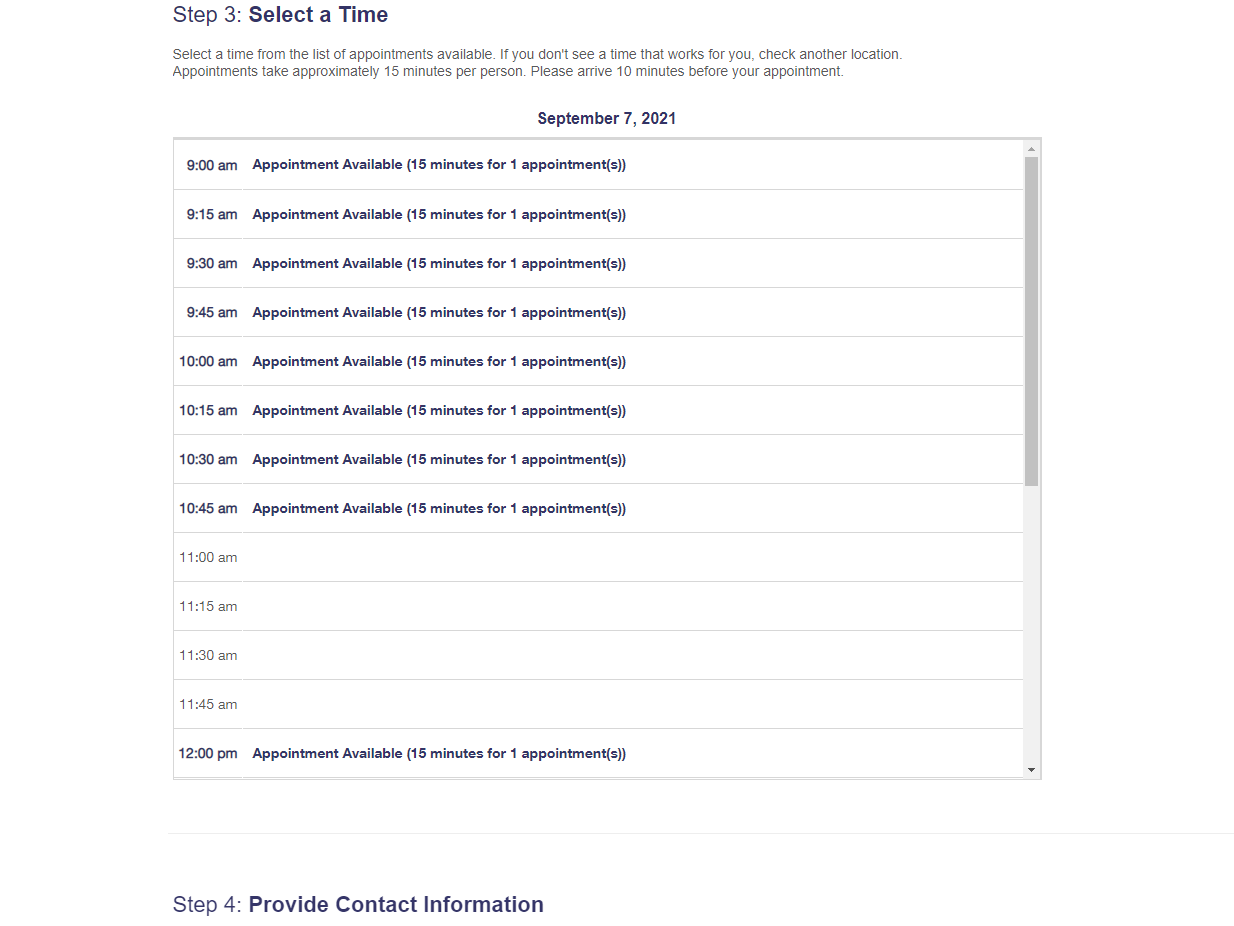 Step 3: Select a Time
Select a time from the list of appointments available. If you don't see a time that works for you, check another location.
Appointments take approximately 15 minutes per person. Please arrive 10 minutes before your appointment.
September 7, 2021
9:00 am Appointment Available (15 minutes for 1 appointment(s))
9:15 am Appointment Available (15 minutes for 1 appointment(s))
9:30 am Appointment Available (15 minutes for 1 appointment(s))
9:45 am Appointment Available (15 minutes for 1 appointment(s))
10:00 am Appointment Available (15 minutes for 1 appointment(s))
10:15 am Appointment Available (15 minutes for 1 appointment(s))
10:30 am Appointment Available (15 minutes for 1 appointment(s))
10:45 am Appointment Available (15 minutes for 1 appointment(s))
11:00 am
11:15 am
11:30 am
11:45 am
12:00 pm Appointment Available (15 minutes for 1 appointment(s))
Step 4: Provide Contact Information